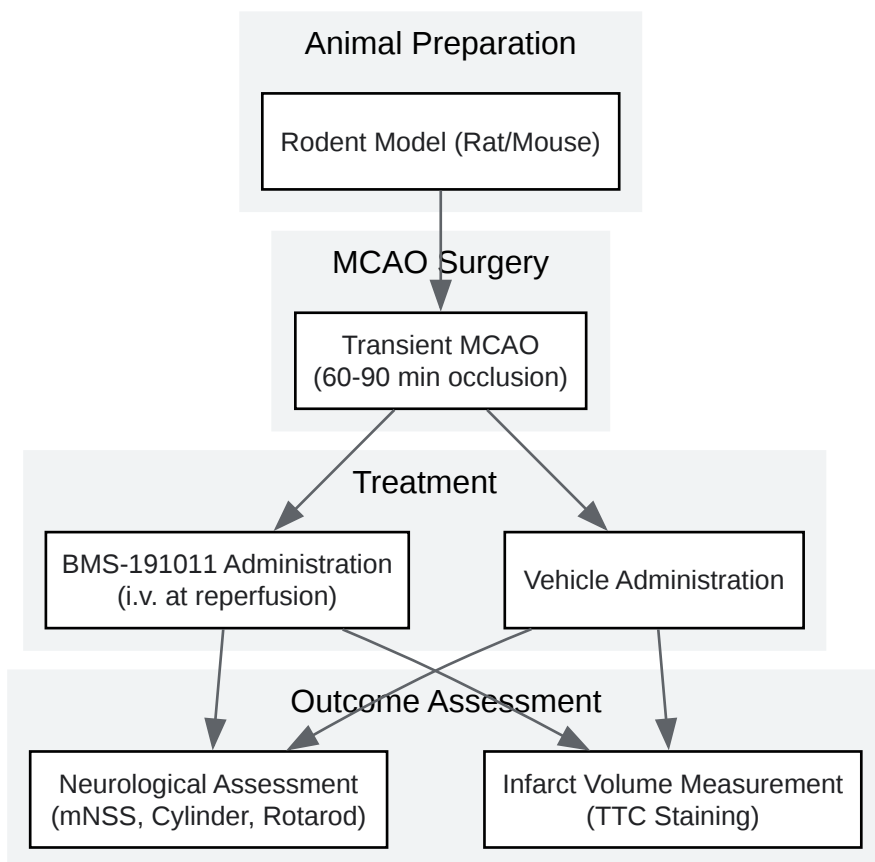 Animal Preparation
Rodent Model (Rat/Mouse)
MCAO Surgery
Transient MCAO
(60-90 min occlusion)
Treatment
BMS-191011 Administration
(i.v. at reperfusion)
Vehicle Administration
Outcome Assessment
Neurological Assessment
(mNSS, Cylinder, Rotarod)
Infarct Volume Measurement
(TTC Staining)